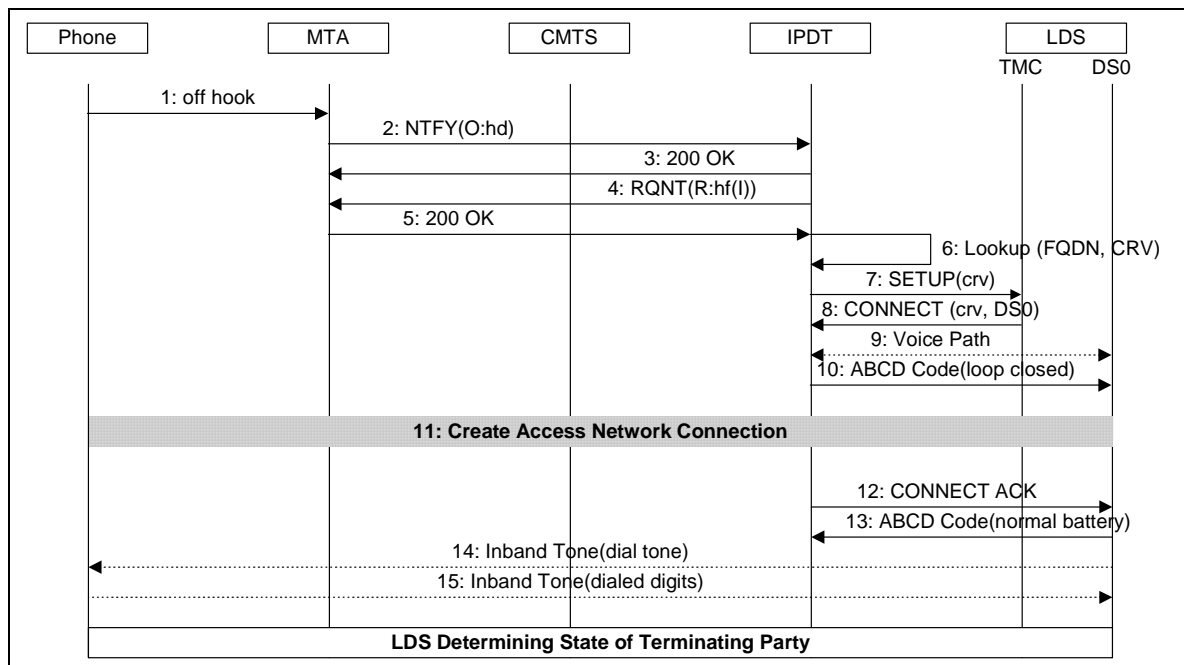 Phone MTA CMTS IPDT LDS
TMC DS0
1: off hook
2: NTFY(O:hd)
3: 200 OK
4: RQNT(R:hf(I))
5: 200 OK
6: Lookup (FQDN, CRV)
7: SETUP(crv)
8: CONNECT (crv, DS0)
9: Voice Path
10: ABCD Code(loop closed)
11: Create Access Network Connection
12: CONNECT ACK
13: ABCD Code(normal battery)
14: Inband Tone(dial tone)
15: Inband Tone(dialed digits)
LDS Determining State of Terminating Party